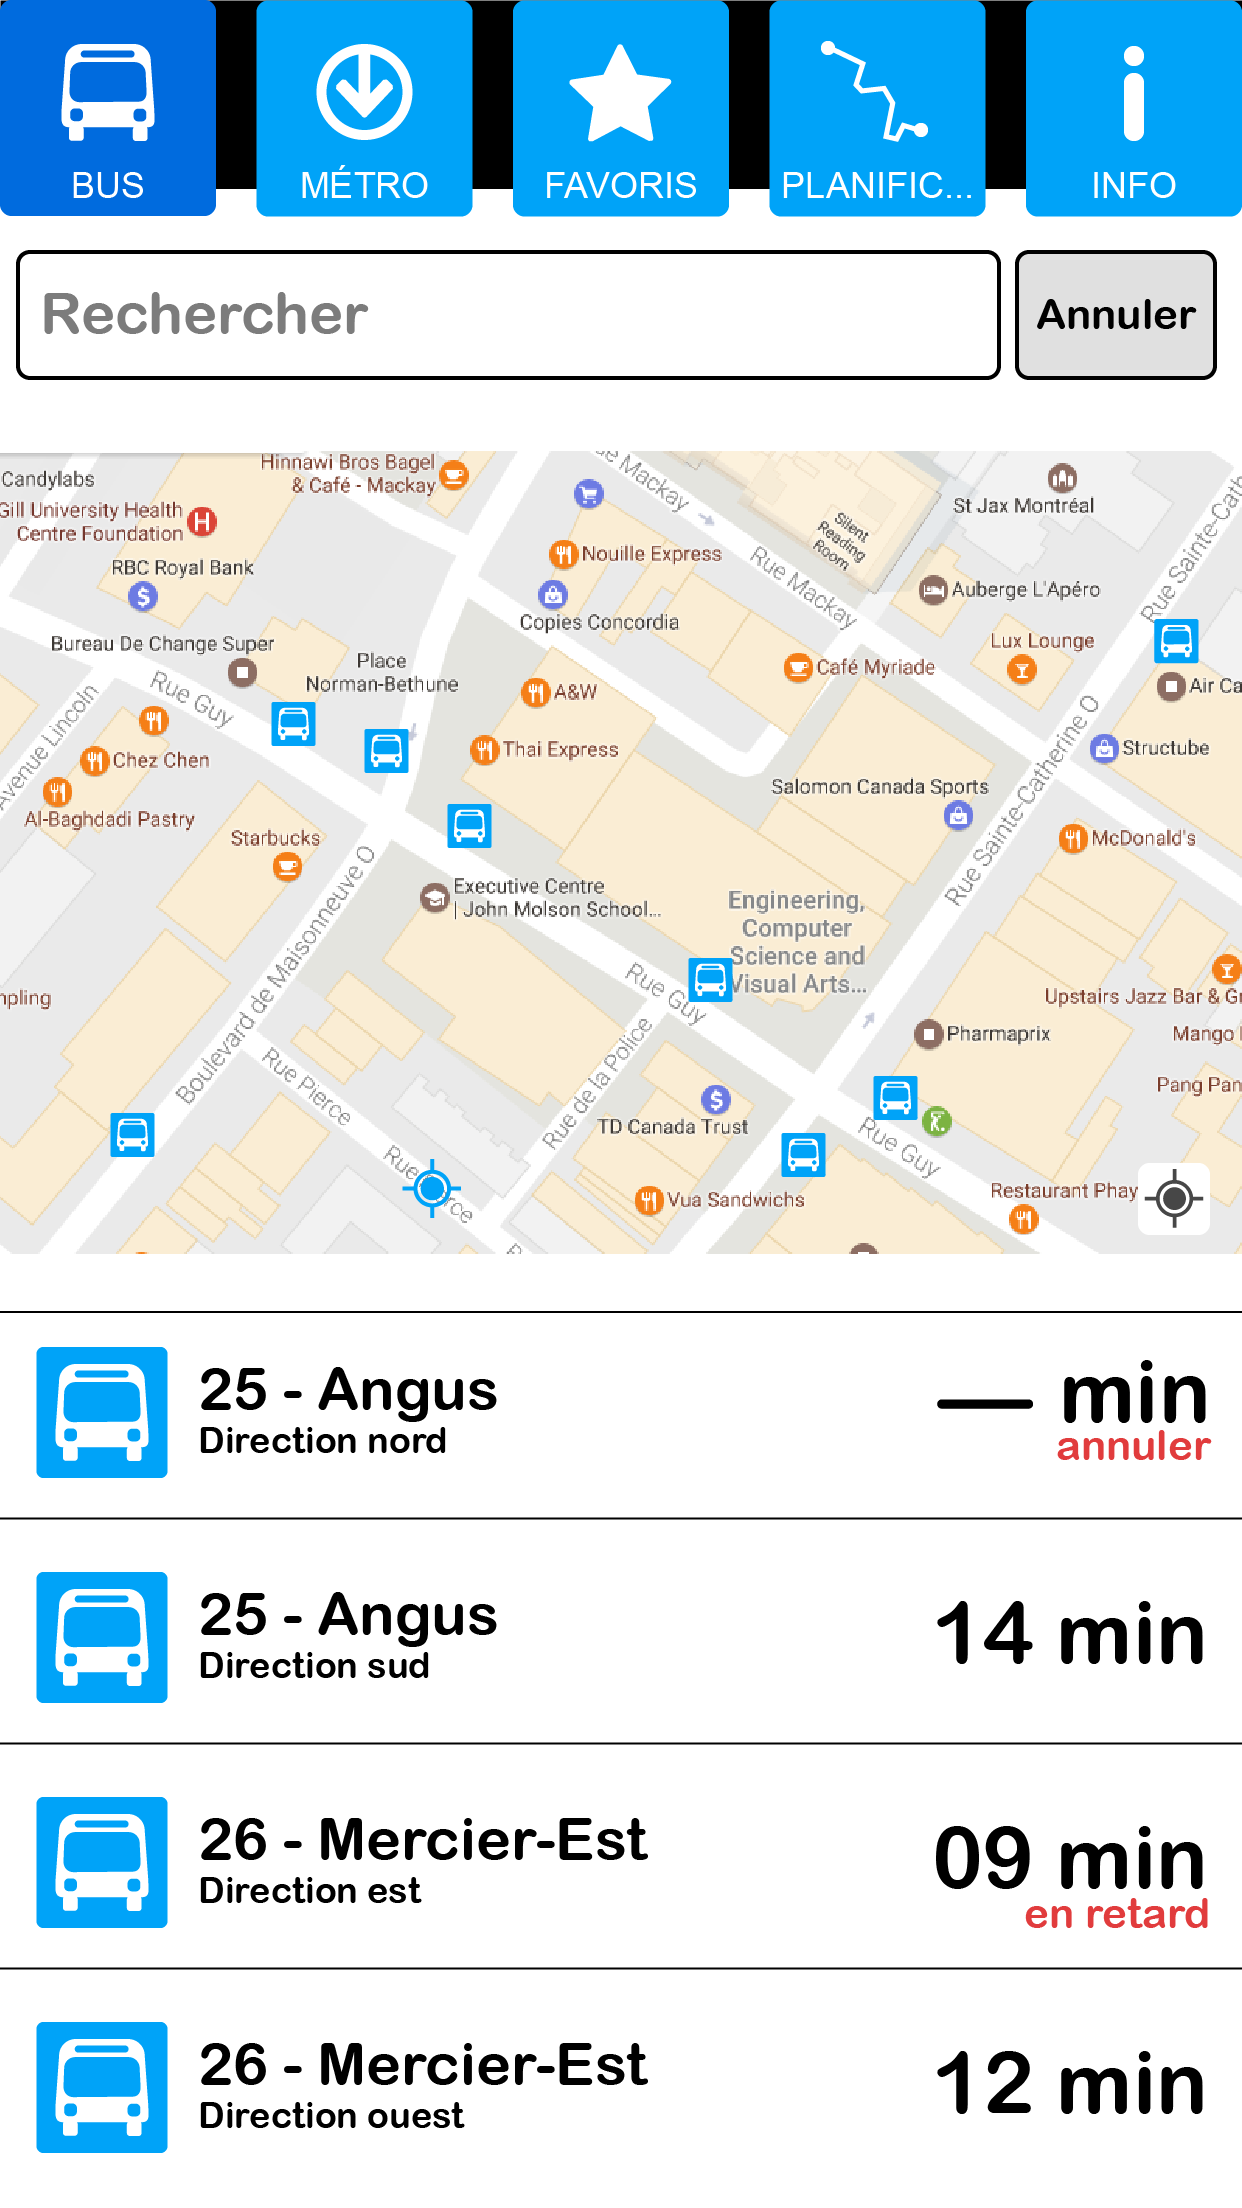 BUS
MÉTRO
FAVORIS
PLANIFIC...
INFO
Rechercher
Annuler
Candylabs
Hinnawi Bros Bagel
& Café - Mackay
Gill University Health
Centre Foundation
RBC Royal Bank
Bureau De Change Super
Rue Guy
Place
Norman-Bethune
Avenue Lincoln
Chez Chen
Al-Baghdadi Pastry
Starbucks
Nouille Express
Copies Concordia
A&W
Thai Express
Mackay
Rue Mackay
Silent
Reading
Room
St Jax Montréal
Auberge L'Apéro
Lux Lounge
Café Myriade
Rue Sainte-Cath
Air Ca
Structube
Salomon Canada Sports
McDonald's
Rue Sainte-Catherine O
Executive Centre
| John Molson School...
Engineering,
Computer
Science and
Visual Arts...
Boulevard de Maisonneuve O
Rue Guy
npling
Upstairs Jazz Bar & Gr
Mango
Pharmaprix
Pang Pan
Rue Pierce
Rue de la Police
TD Canada Trust
Rue Guy
Rue
rce
Vua Sandwichs
Restaurant Phay
25 - Angus
Direction nord
— min
annuler
25 - Angus
Direction sud
14 min
26 - Mercier-Est
Direction est
09 min
en retard
26 - Mercier-Est
Direction ouest
12 min